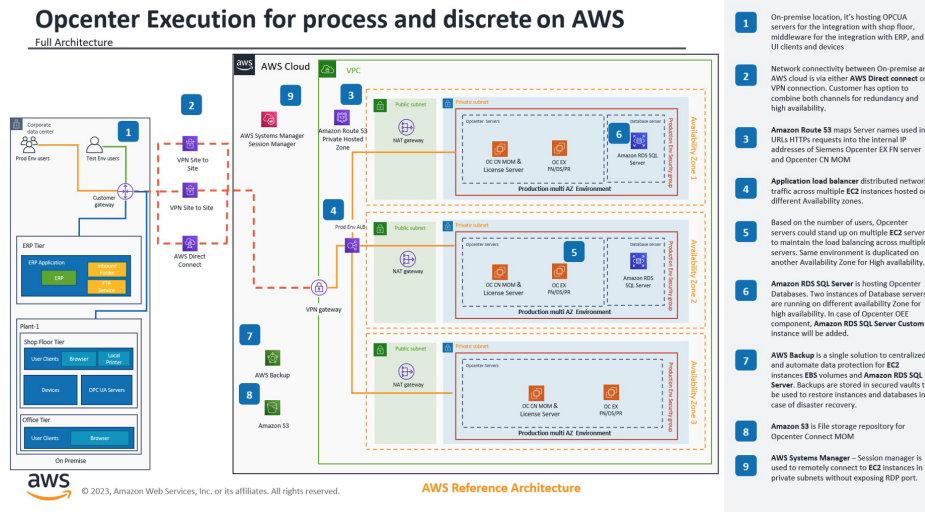 Opcenter Execution for process and discrete on AWS
Full Architecture
aws
AWS Cloud
VPC
Corporate
data center
1
Prod Env users
Test Env users
Customer
gateway
ERP Tier
ERP Application
ERP
Inbound
Folder
FTP
Service
Plant-1
Shop Floor Tier
User Clients
Browser
Local
Printer
Devices
OPC UA Servers
Office Tier
User Clients
Browser
On Premise
2
VPN Site to
Site
VPN Site to Site
AWS Direct
Connect
9
AWS Systems Manager
Session Manager
7
AWS Backup
8
Amazon S3
3
Amazon Route 53
Private Hosted
Zone
4
Prod Env ALB
VPN gateway
Public subnet
NAT gateway
Private subnet
Opcenter Servers
OC CN MOM &
License Server
OC EX
FN/DS/PR
Database server
6
Amazon RDS SQL
Server
Production multi AZ Environment
Production Env Security group
Availability Zone 1
Public subnet
NAT gateway
Private subnet
Opcenter Servers
OC CN MOM &
License Server
5
OC EX
FN/DS/PR
Database server
Amazon RDS
SQL Server
Production multi AZ Environment
Production Env Security group
Availability Zone 2
Public subnet
NAT gateway
Private subnet
Opcenter Servers
OC CN MOM &
License Server
OC EX
FN/DS/PR
Production multi AZ Environment
Production Env Security group
Availability Zone 3
aws
© 2023, Amazon Web Services, Inc. or its affiliates. All rights reserved.
AWS Reference Architecture
1
On-premise location, it's hosting OPCUA
servers for the integration with shop floor,
middleware for the integration with ERP, and
UI clients and devices
2
Network connectivity between On-premise an
AWS cloud is via either AWS Direct connect or
VPN connection. Customer has option to
combine both channels for redundancy and
high availability.
3
Amazon Route 53 maps Server names used in
URLs HTTPs requests into the internal IP
addresses of Siemens Opcenter EX FN server
and Opcenter CN MOM
4
Application load balancer distributed network
traffic across multiple EC2 instances hosted on
different Availability zones.
5
Based on the number of users, Opcenter
servers could stand up on multiple EC2 server
to maintain the load balancing across multiple
servers. Same environment is duplicated on
another Availability Zone for High availability.
6
Amazon RDS SQL Server is hosting Opcenter
Databases. Two instances of Database servers
are running on different availability Zone for
high availability. In case of Opcenter OEE
component, Amazon RDS SQL Server Custom
instance will be added.
7
AWS Backup is a single solution to centralized
and automate data protection for EC2
instances EBS volumes and Amazon RDS SQL
Server. Backups are stored in secured vaults t
be used to restore instances and databases in
case of disaster recovery.
8
Amazon S3 is File storage repository for
Opcenter Connect MOM
9
AWS Systems Manager – Session manager is
used to remotely connect to EC2 instances in
private subnets without exposing RDP port.